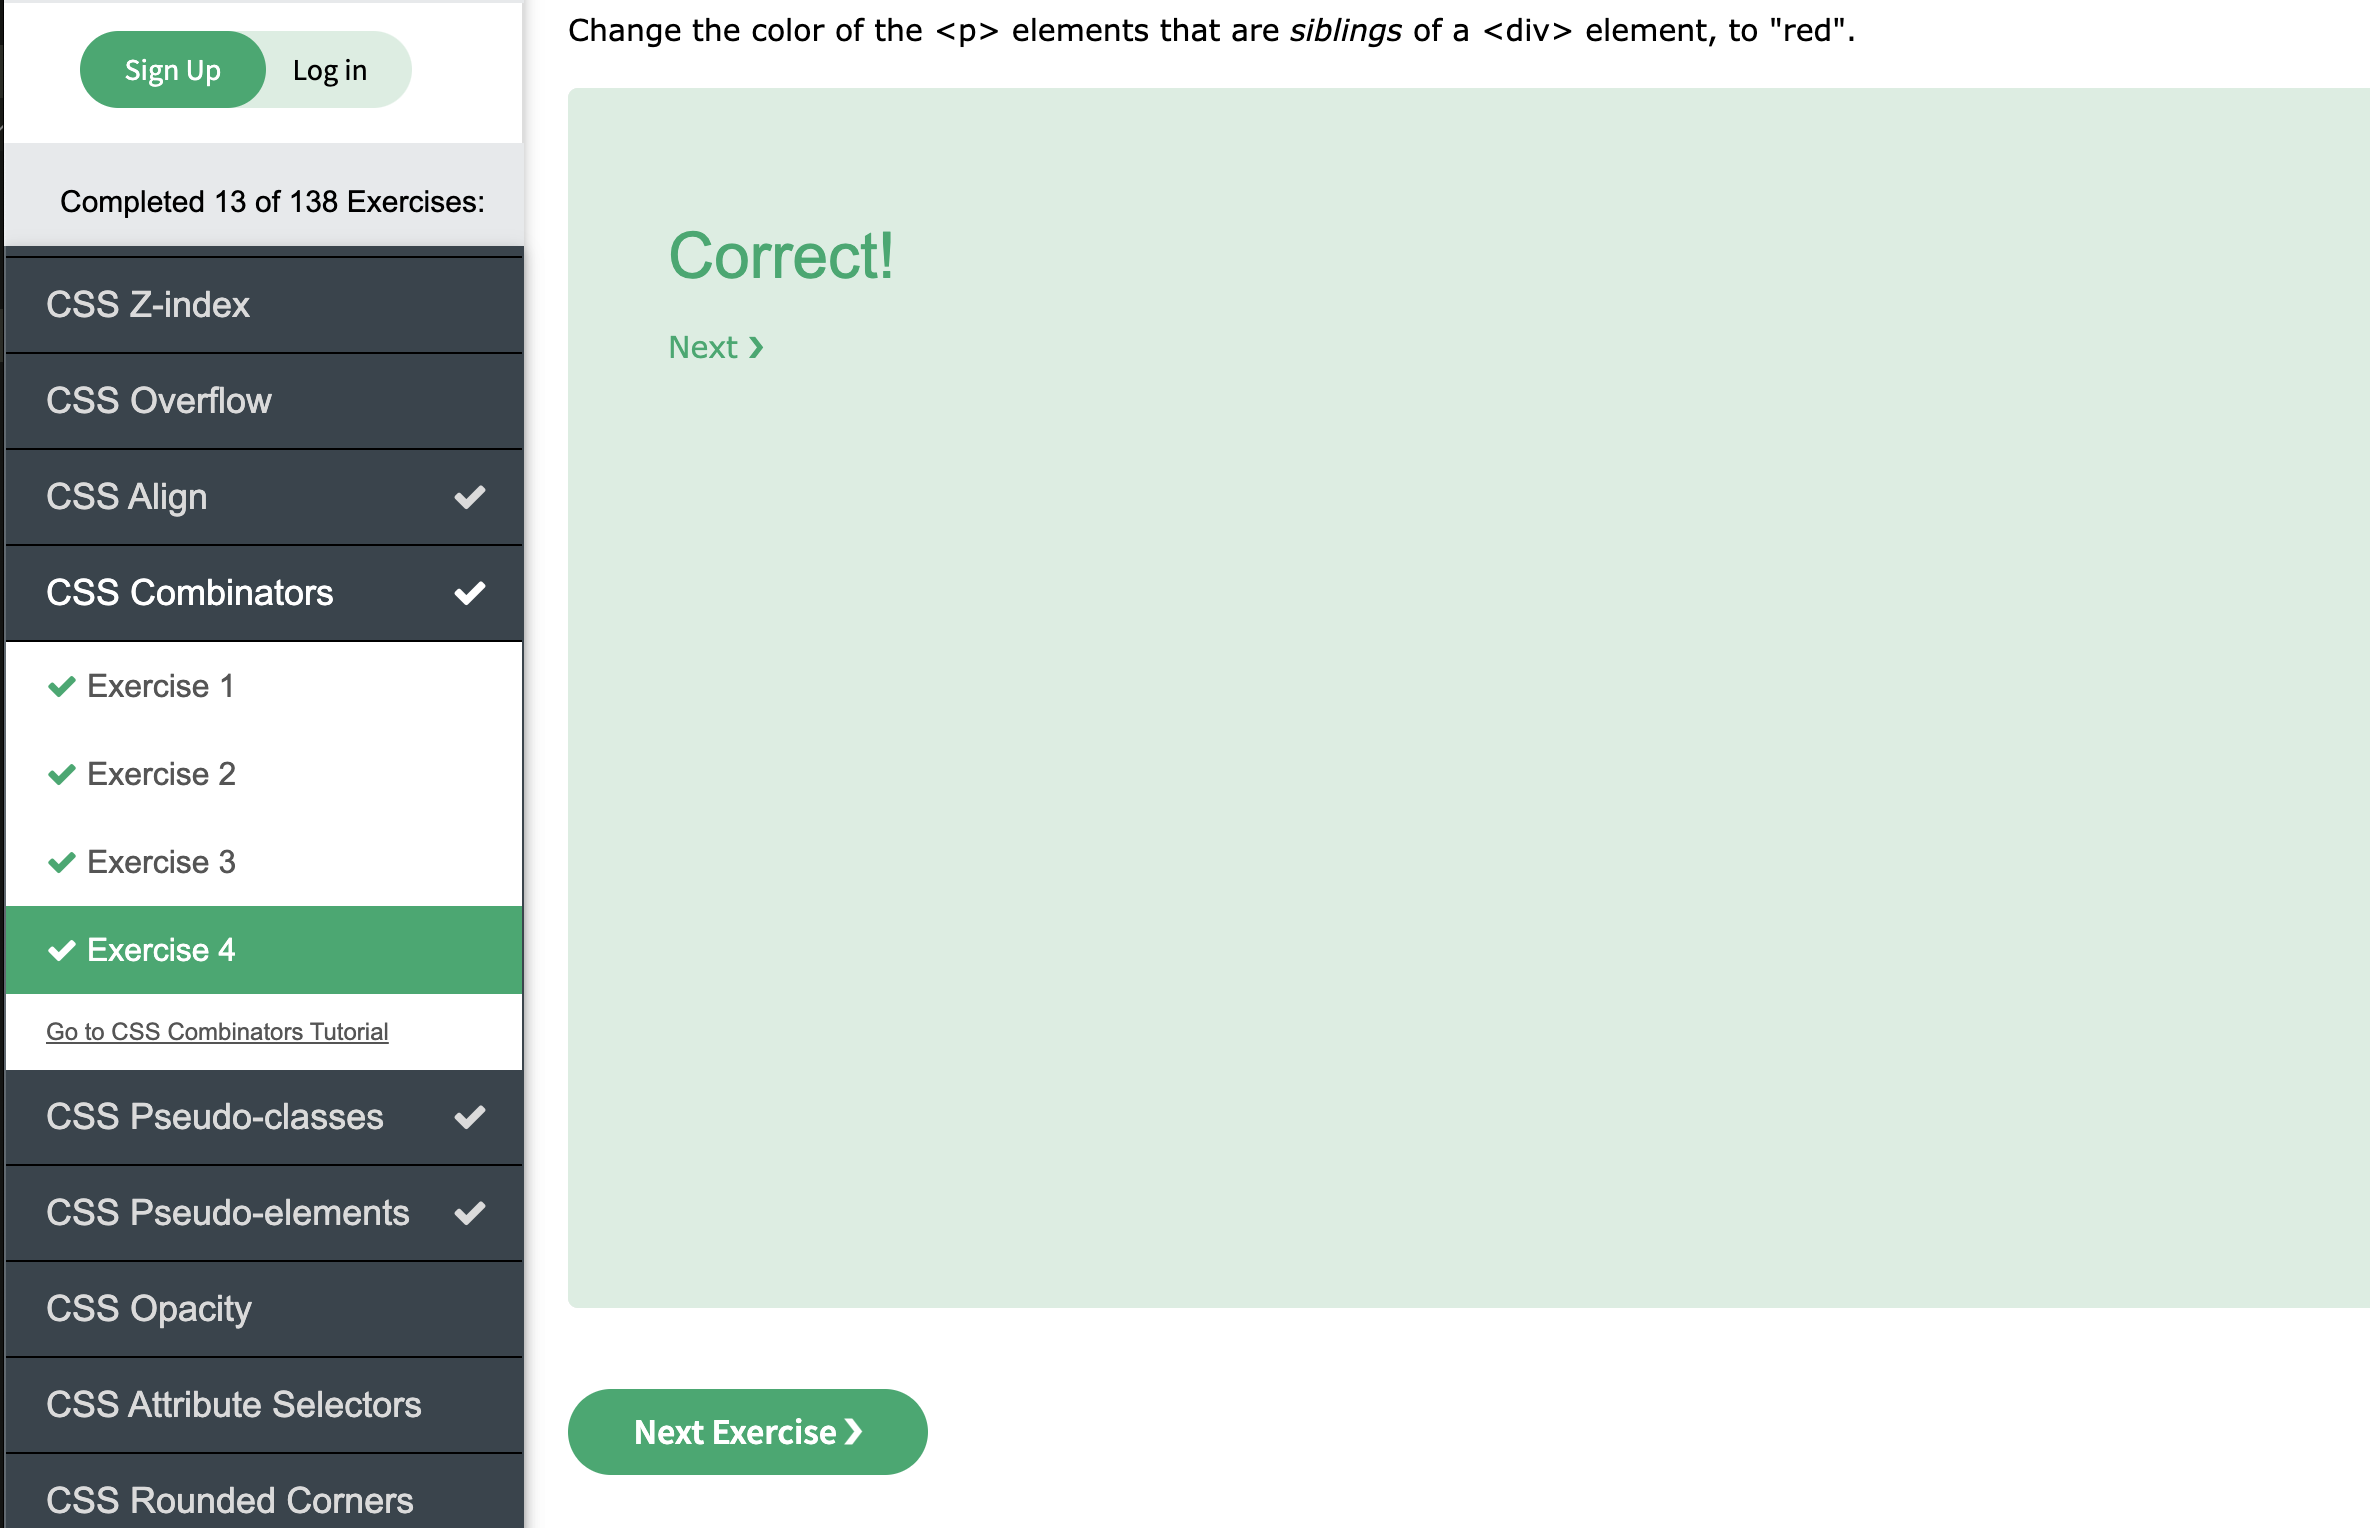 Sign Up
Log in
Completed 13 of 138 Exercises:
CSS Z-index
CSS Overflow
CSS Align
CSS Combinators
Exercise 1
Exercise 2
Exercise 3
Exercise 4
Go to CSS Combinators Tutorial
CSS Pseudo-classes
CSS Pseudo-elements
CSS Opacity
CSS Attribute Selectors
CSS Rounded Corners
Change the color of the <p> elements that are siblings of a <div> element, to "red".
Correct!
Next ❯
Next Exercise ❯